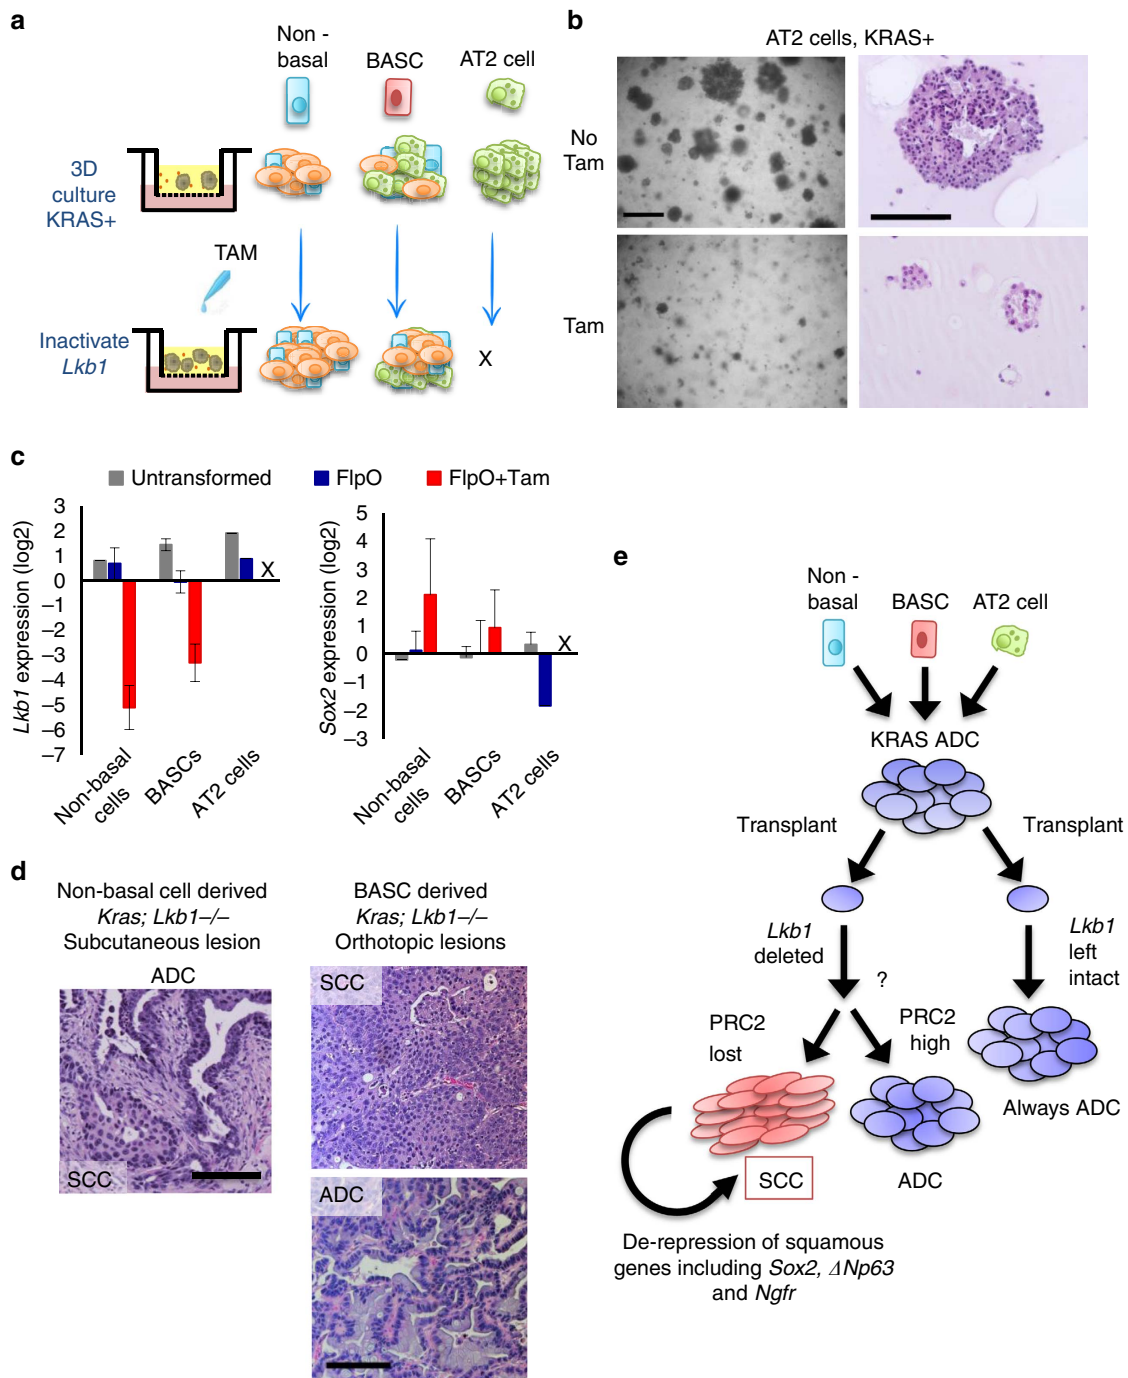 a
Non -
basal
BASC
AT2 cell
3D
culture
KRAS+
TAM
Inactivate
Lkb1
X
b
AT2 cells, KRAS+
No
Tam
Tam
c
Untransformed
FlpO
FlpO+Tam
Lkb1 expression (log2)
3
2
1
0
–1
–2
–3
–4
–5
–6
–7
X
Non-basal
cells
BASCs
AT2 cells
Sox2 expression (log2)
5
4
3
2
1
0
–1
–2
–3
X
Non-basal
cells
BASCs
AT2 cells
d
Non-basal cell derived
Kras; Lkb1–/–
Subcutaneous lesion
ADC
SCC
BASC derived
Kras; Lkb1–/–
Orthotopic lesions
SCC
ADC
e
Non -
basal
BASC
AT2 cell
KRAS ADC
Transplant
Transplant
Lkb1
deleted
Lkb1
left
intact
?
PRC2
lost
PRC2
high
Always ADC
SCC
ADC
De-repression of squamous
genes including Sox2, ΔNp63
and Ngfr